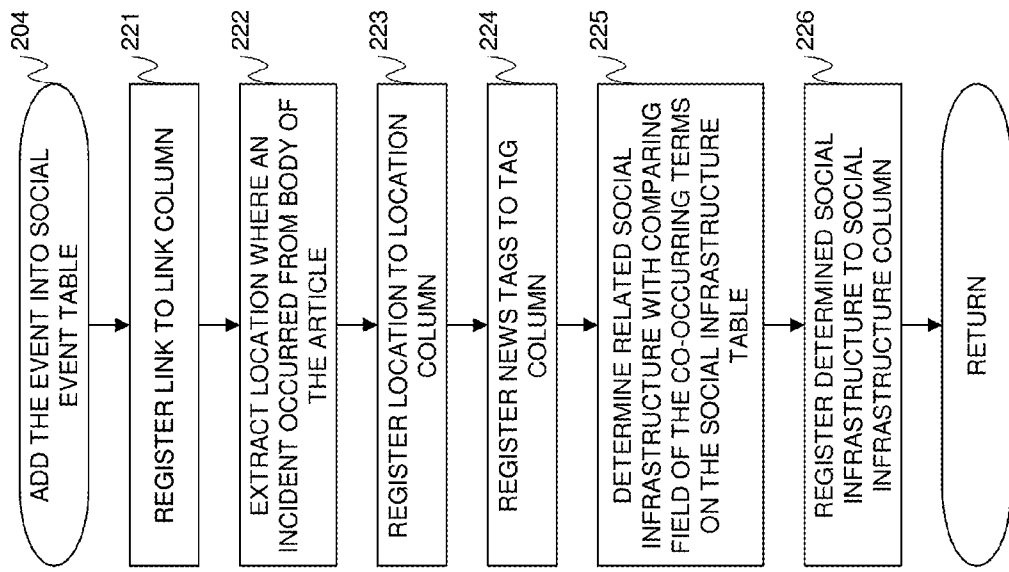 204
ADD THE EVENT INTO SOCIAL
EVENT TABLE
221
REGISTER LINK TO LINK COLUMN
222
EXTRACT LOCATION WHERE AN
INCIDENT OCCURRED FROM BODY OF
THE ARTICLE
223
REGISTER LOCATION TO LOCATION
COLUMN
224
REGISTER NEWS TAGS TO TAG
COLUMN
225
DETERMINE RELATED SOCIAL
INFRASTRUCTURE WITH COMPARING
FIELD OF THE CO-OCCURING TERMS
ON THE SOCIAL INFRASTRUCTURE
TABLE
226
REGISTER DETERMINED SOCIAL
INFRASTRUCTURE TO SOCIAL
INFRASTRUCTURE COLUMN
RETURN